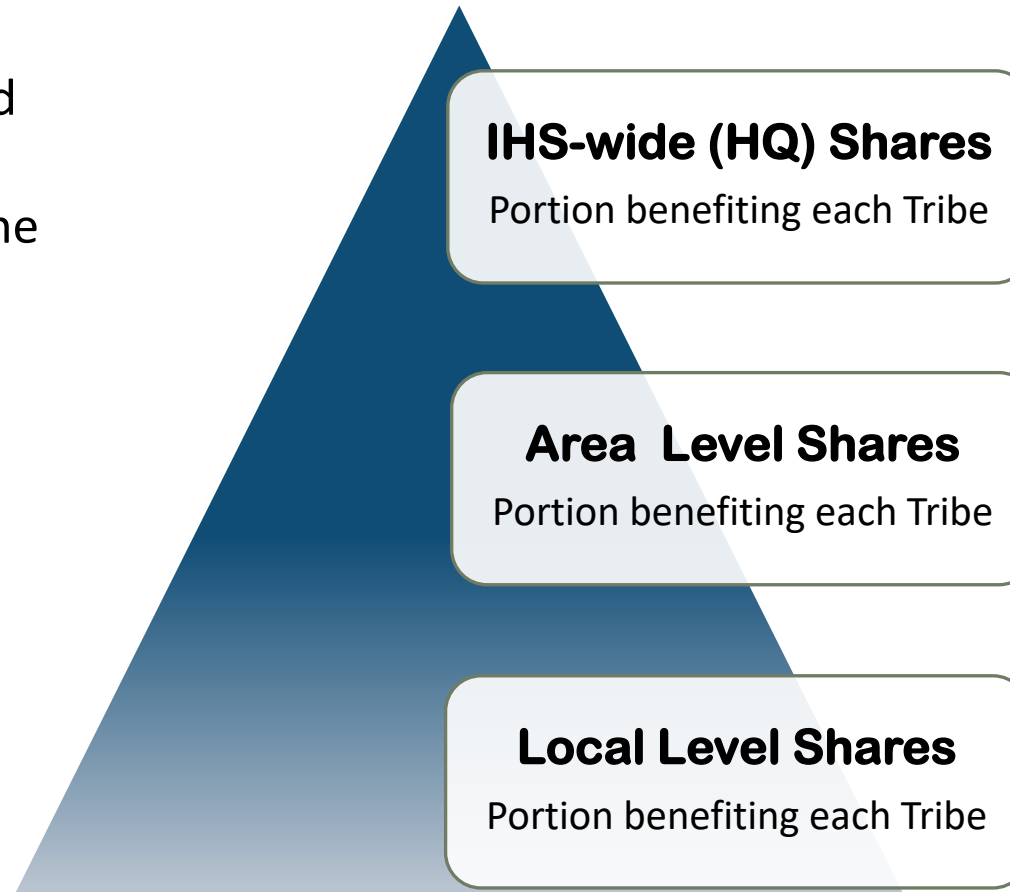 IHS-wide (HQ) Shares
Portion benefiting each Tribe
Area Level Shares
Portion benefiting each Tribe
Local Level Shares
Portion benefiting each Tribe